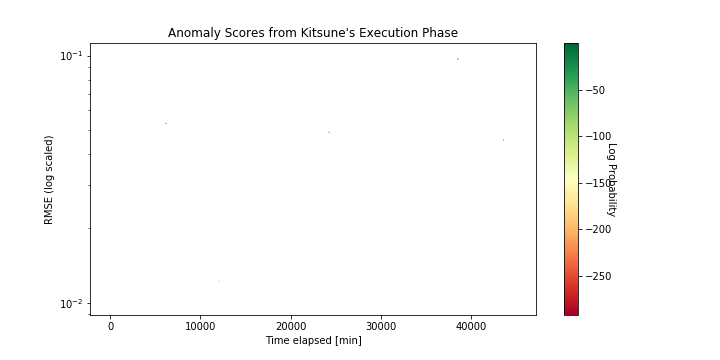 Anomaly Scores from Kitsune's Execution Phase
10⁻¹
10⁻²
RMSE (log scaled)
0 10000 20000 30000 40000
Time elapsed [min]
−50
−100
−150
−200
−250
Log Probability